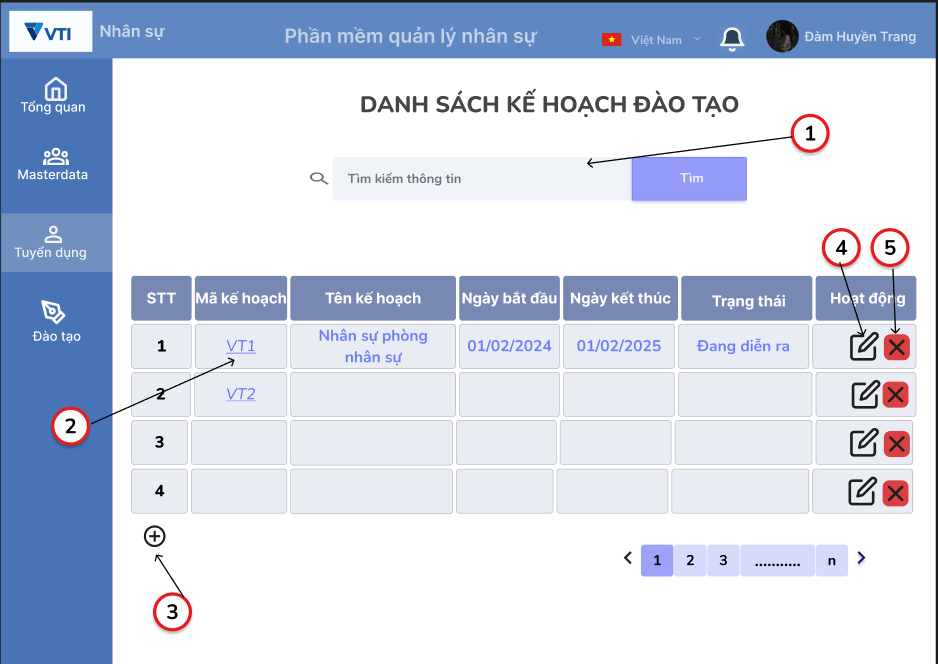 VTI
Nhân sự
Phần mềm quản lý nhân sự
Việt Nam
Đàm Huyền Trang
Tổng quan
Masterdata
Tuyển dụng
Đào tạo
DANH SÁCH KẾ HOẠCH ĐÀO TẠO
1
Tìm kiếm thông tin
Tìm
4
5
STT
Mã kế hoạch
Tên kế hoạch
Ngày bắt đầu
Ngày kết thúc
Trạng thái
Hoạt động
1
VT1
Nhân sự phòng
nhân sự
01/02/2024
01/02/2025
Đang diễn ra
2
VT2
2
3
4
3
1
2
3
...........
n